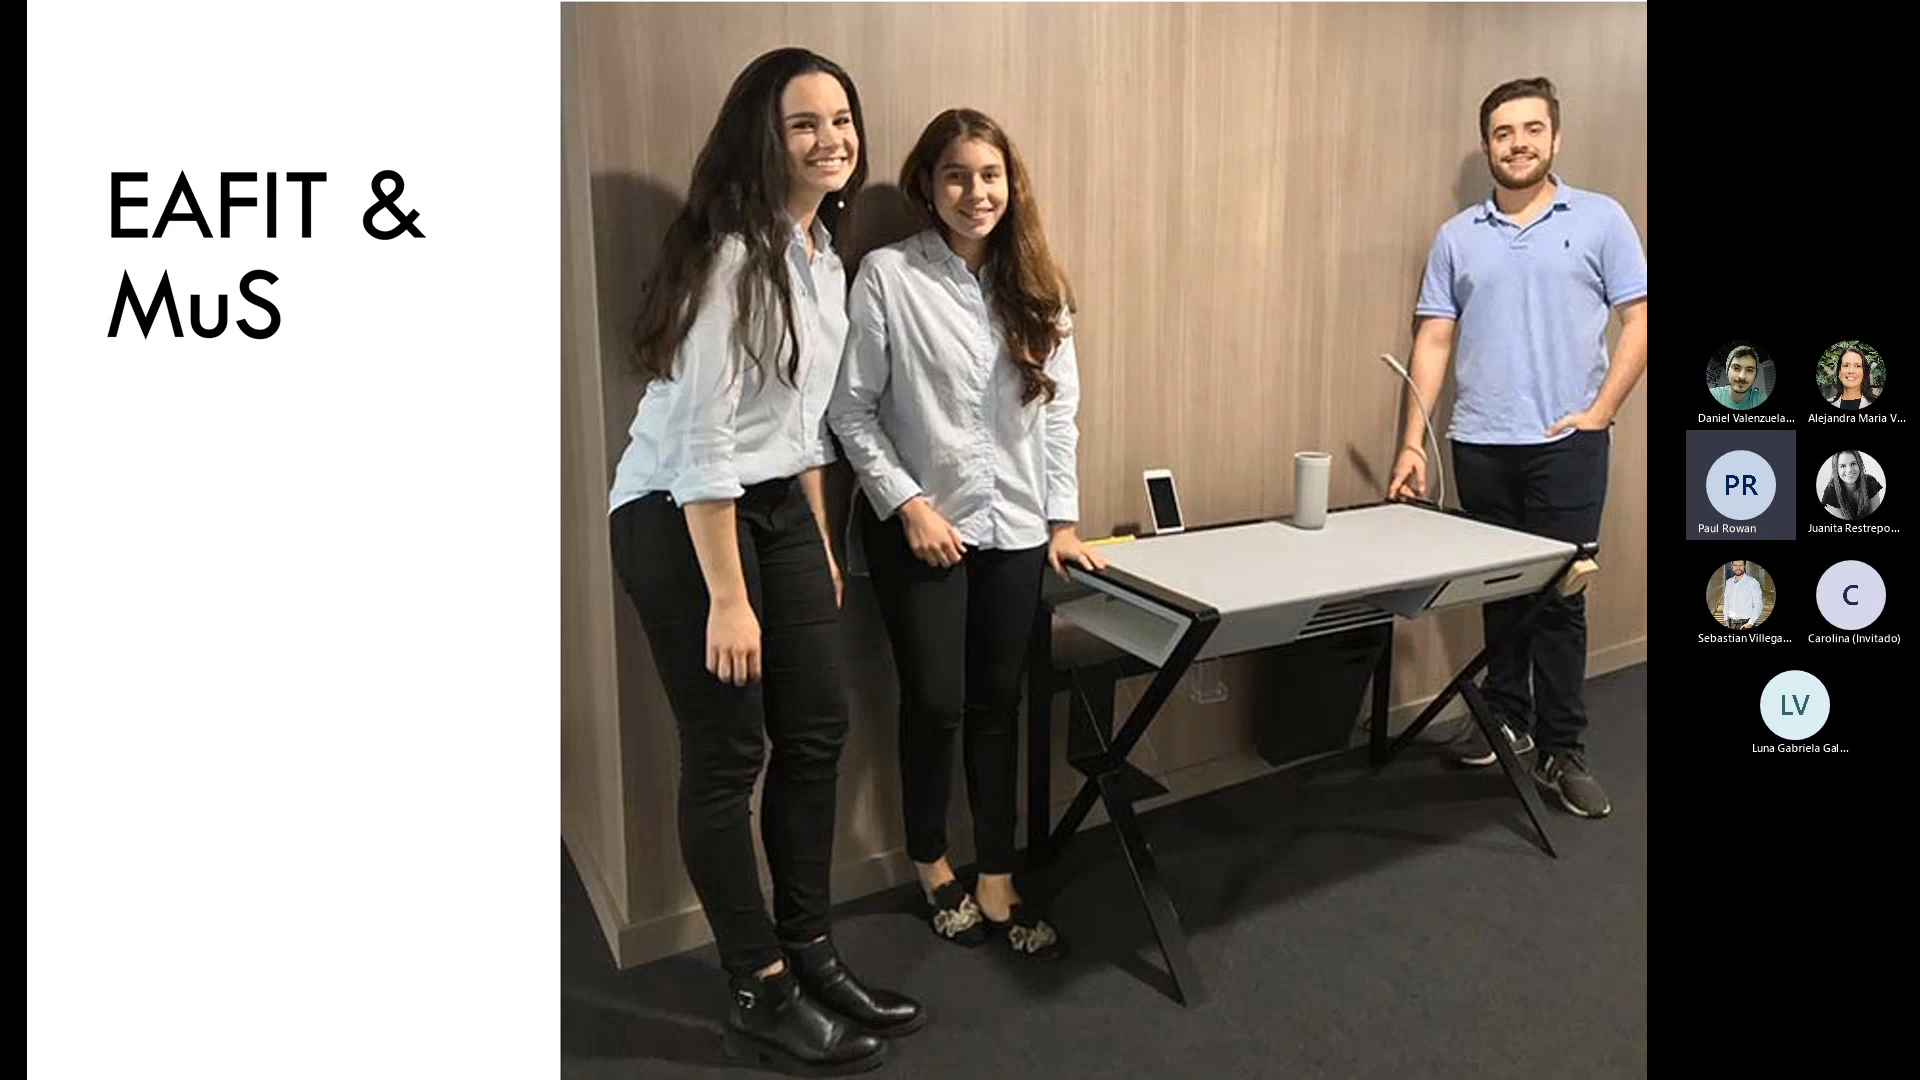 EAFIT &
MuS
Daniel Valenzuela...
Alejandra Maria V...
PR
Paul Rowan
Juanita Restrepo...
Sebastian Villega...
C
Carolina (Invitado)
LV
Luna Gabriela Gal...